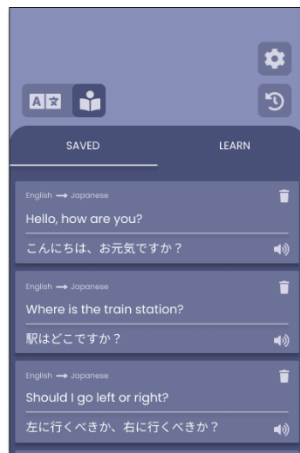 A 文
SAVED LEARN
English → Japanese
Hello, how are you?
こんにちは、お元気ですか？
English → Japanese
Where is the train station?
駅はどこですか？
English → Japanese
Should I go left or right?
左に行くべきか、右に行くべきか？